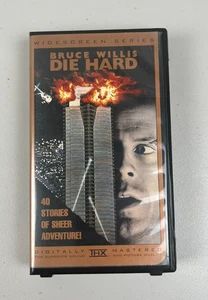 WIDESCREEN SERIES
BRUCE WILLIS
DIE HARD
40
STORIES
OF SHEER
ADVENTURE!
DIGITALLY THX MASTERED